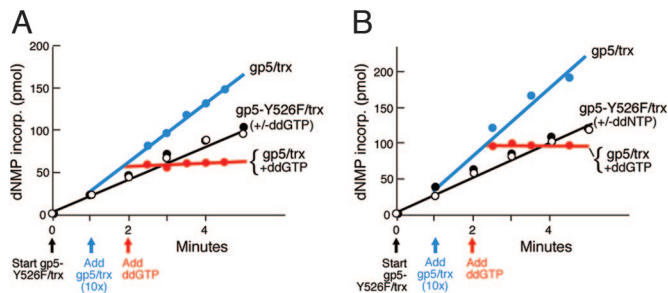 A
200
150
100
50
0
dNMP incorp. (pmol)
gp5/trx
gp5-Y526F/trx
(+/-ddGTP)
gp5/trx
+ddGTP
0
2
4
Minutes
Start gp5-
Y526F/trx
Add
gp5/trx
(10x)
Add
ddGTP
B
200
150
100
50
0
dNMP incorp. (pmol)
gp5/trx
gp5-Y526F/trx
(+/-ddNTP)
gp5/trx
+ddGTP
0
2
4
Minutes
Start
gp5-
Y526F/trx
Add
gp5/trx
(10x)
Add
ddGTP